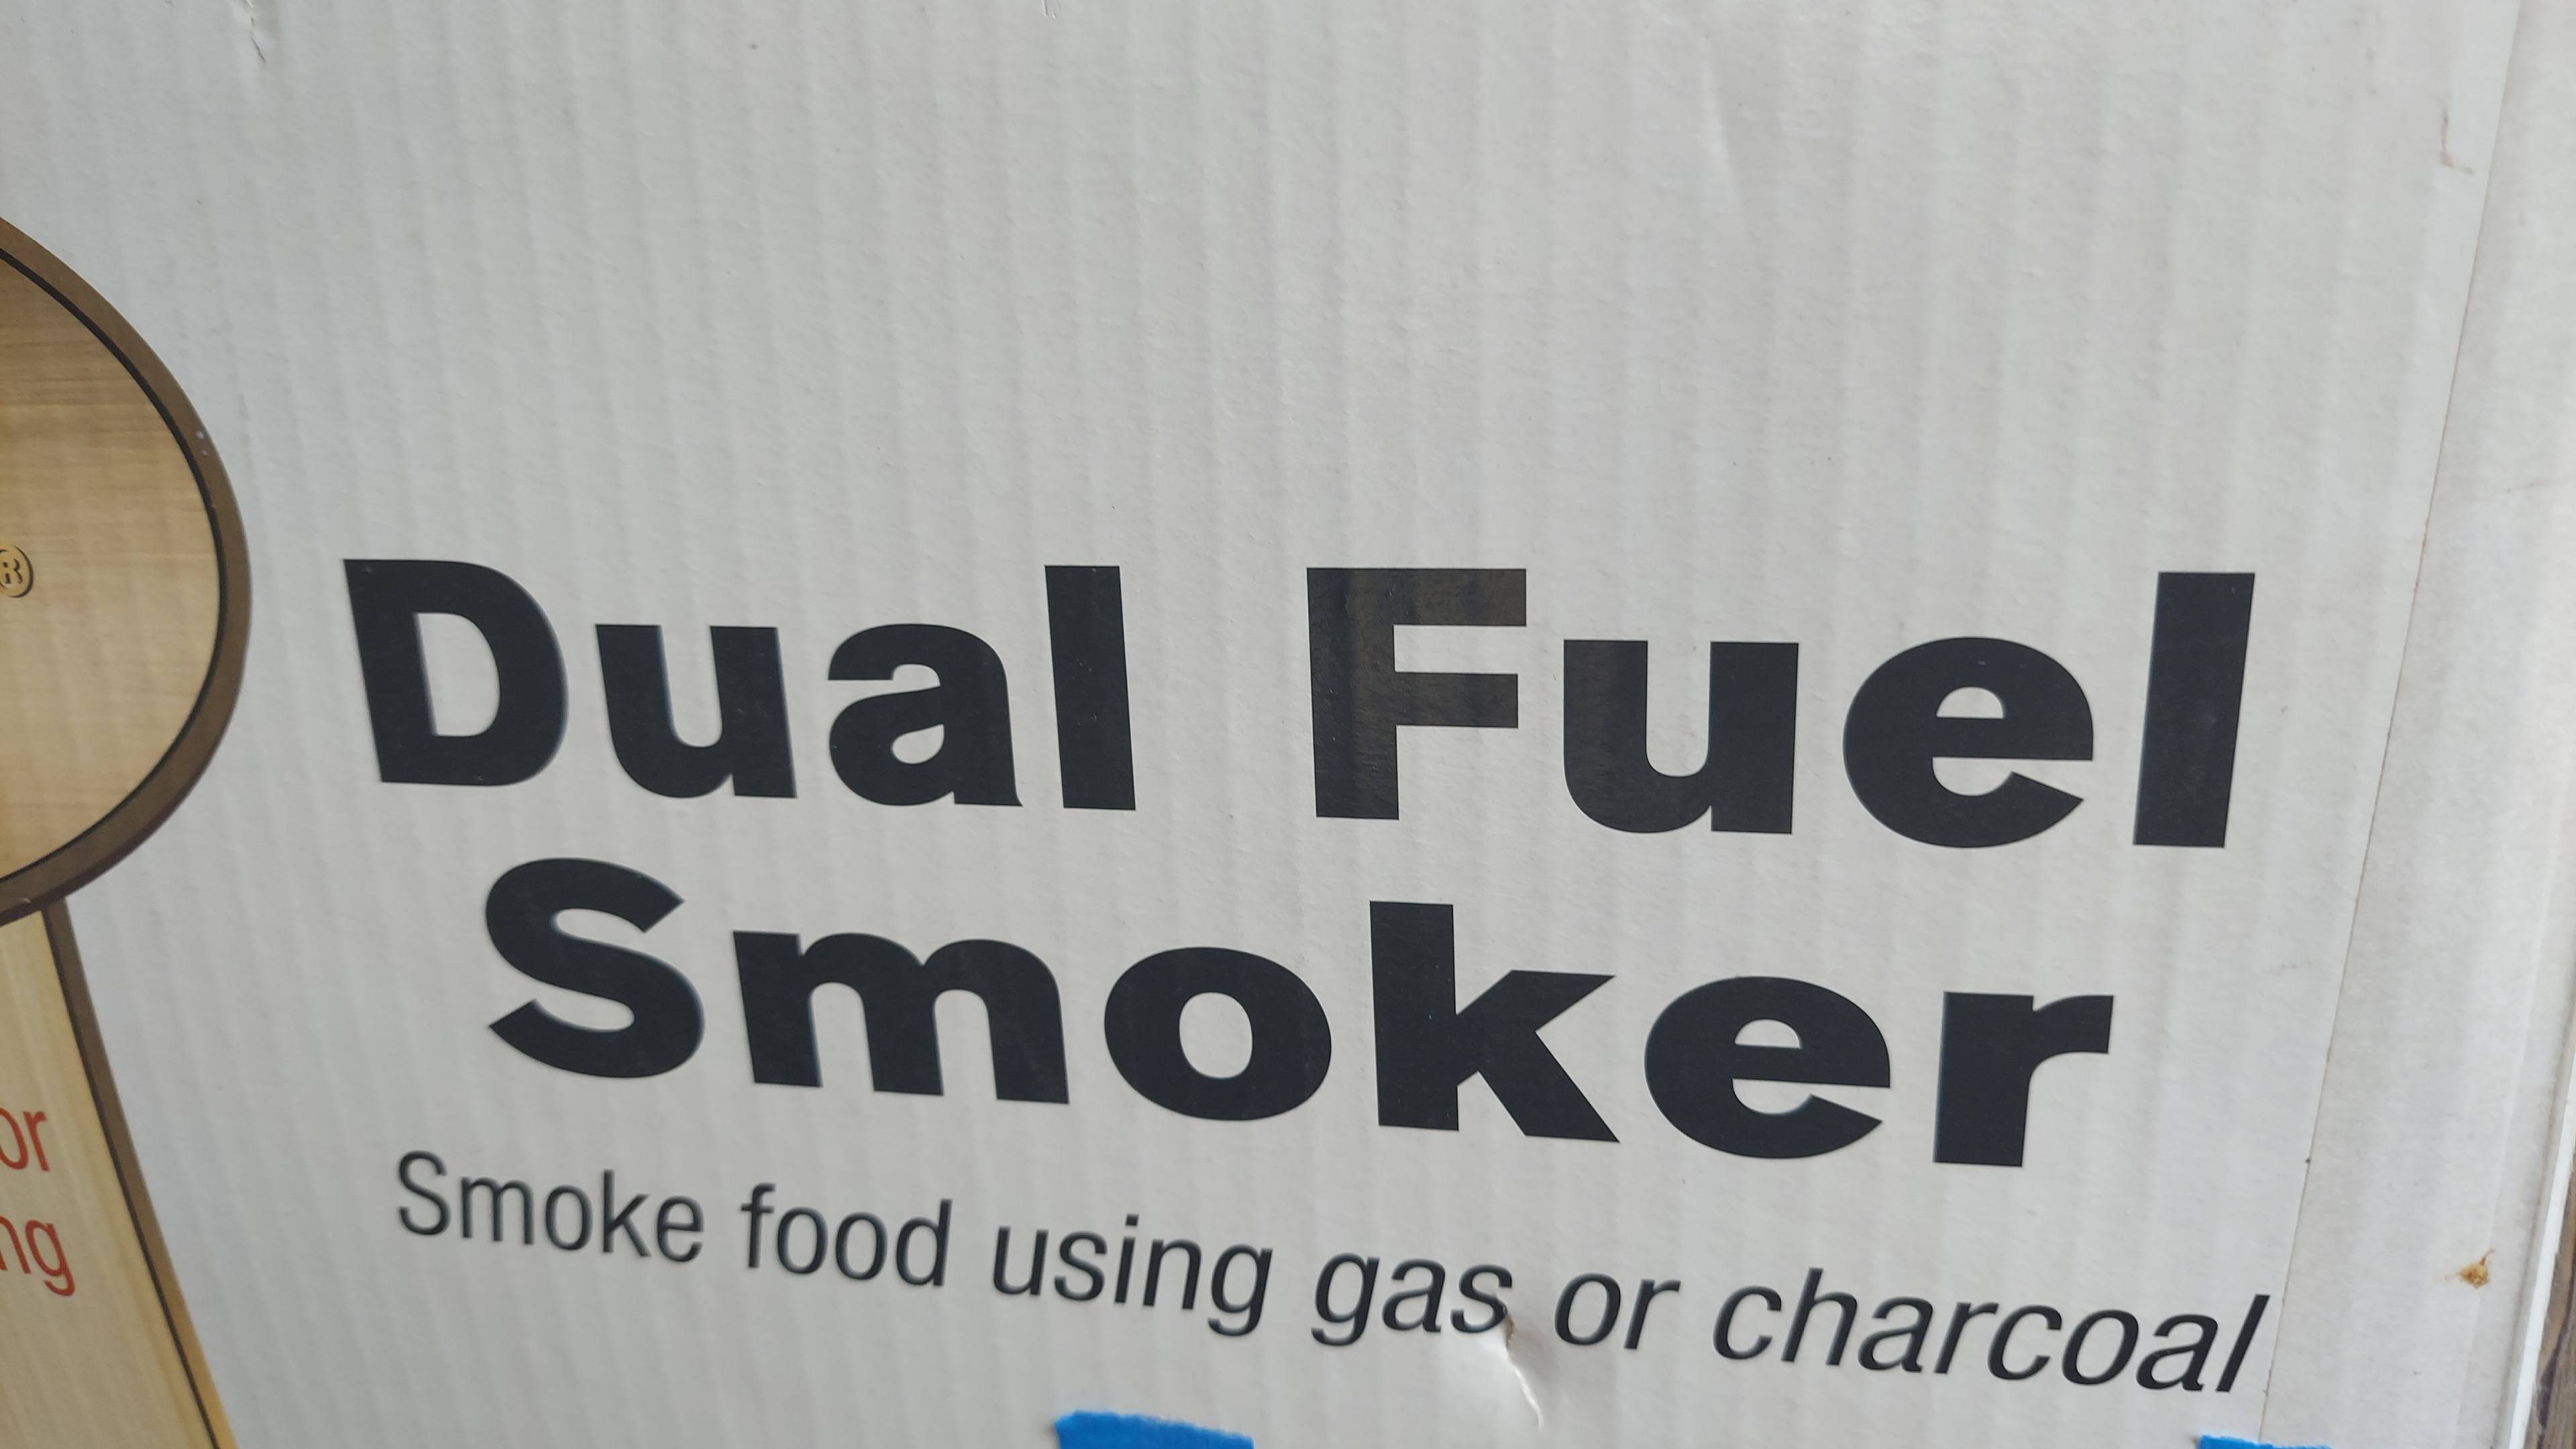 ®
Dual Fuel
Smoker
Smoke food using gas or charcoal